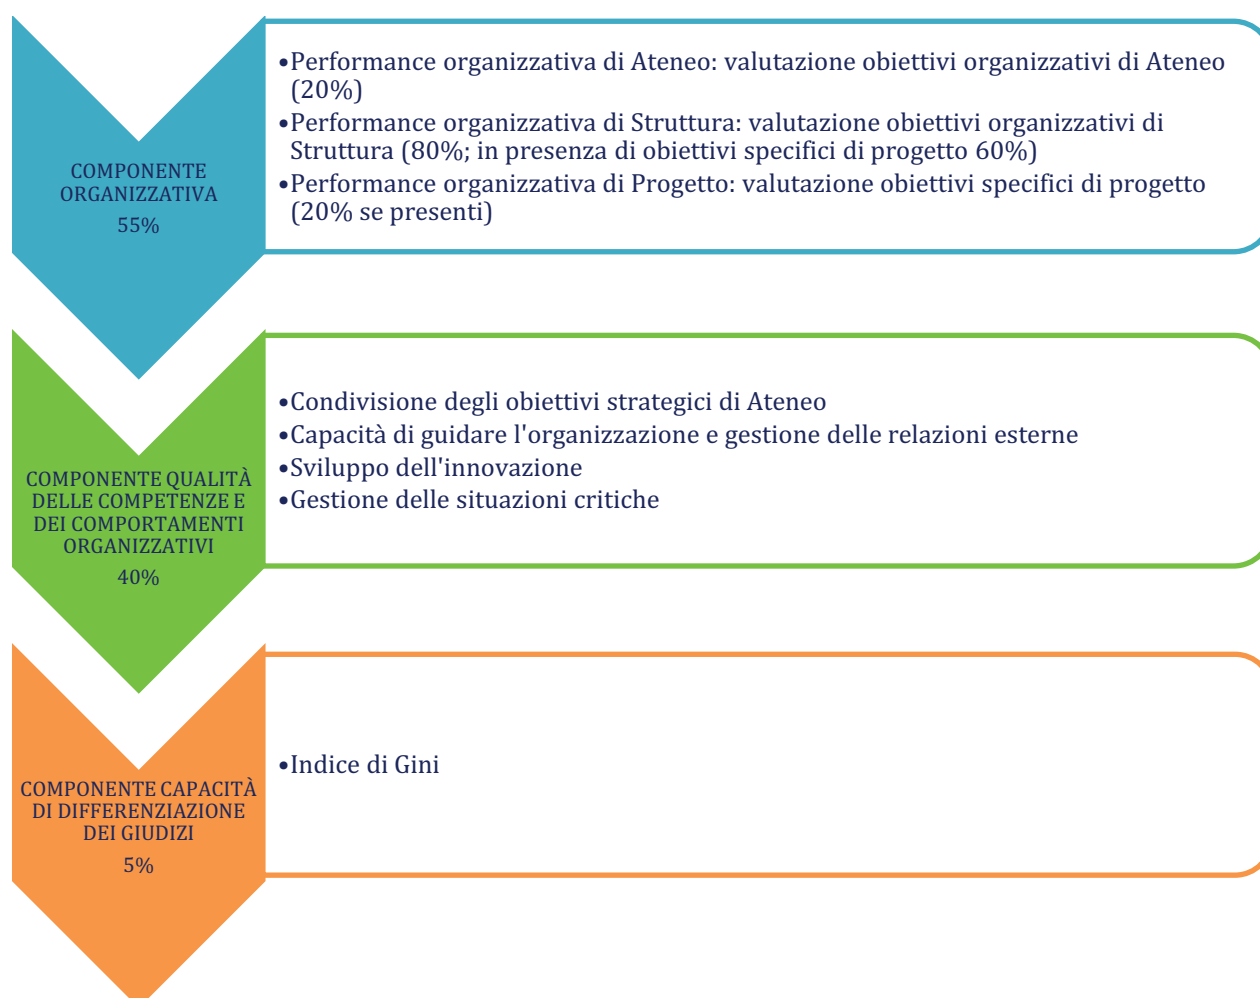 COMPONENTE
ORGANIZZATIVA
55%
•Performance organizzativa di Ateneo: valutazione obiettivi organizzativi di Ateneo
(20%)
•Performance organizzativa di Struttura: valutazione obiettivi organizzativi di
Struttura (80%; in presenza di obiettivi specifici di progetto 60%)
•Performance organizzativa di Progetto: valutazione obiettivi specifici di progetto
(20% se presenti)
COMPONENTE QUALITÀ
DELLE COMPETENZE E
DEI COMPORTAMENTI
ORGANIZZATIVI
40%
•Condivisione degli obiettivi strategici di Ateneo
•Capacità di guidare l'organizzazione e gestione delle relazioni esterne
•Sviluppo dell'innovazione
•Gestione delle situazioni critiche
COMPONENTE CAPACITÀ
DI DIFFERENZIAZIONE
DEI GIUDIZI
5%
•Indice di Gini